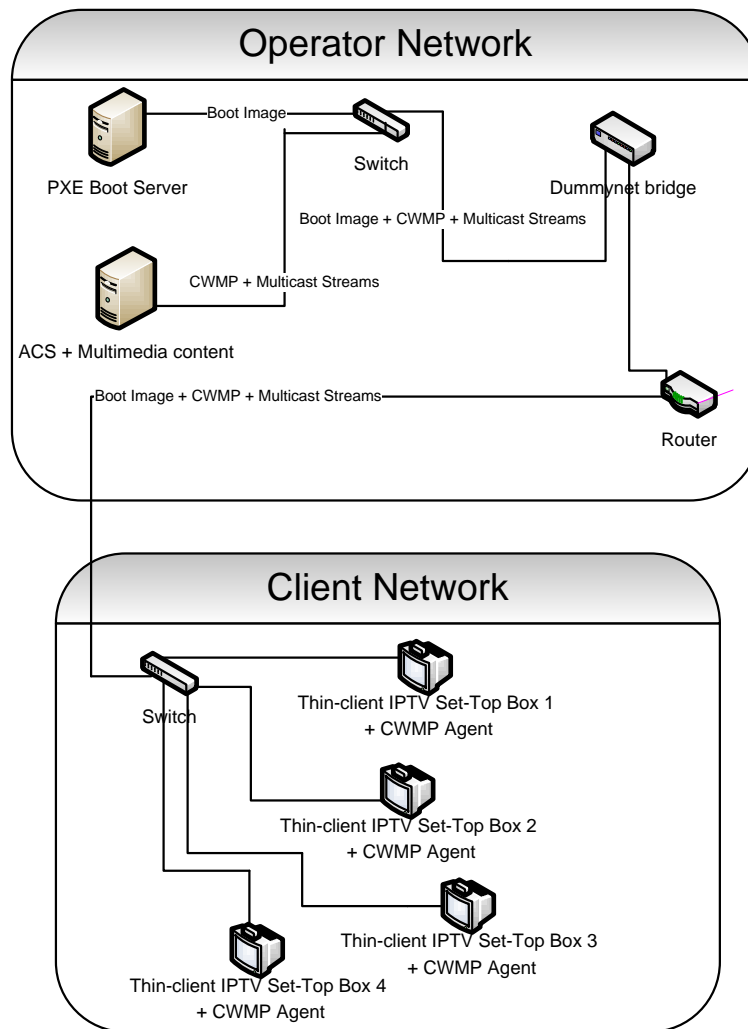 Operator Network
Boot Image
Switch
PXE Boot Server
Dummynet bridge
Boot Image + CWMP + Multicast Streams
CWMP + Multicast Streams
ACS + Multimedia content
Boot Image + CWMP + Multicast Streams
Router
Client Network
Switch
Thin-client IPTV Set-Top Box 1
+ CWMP Agent
Thin-client IPTV Set-Top Box 2
+ CWMP Agent
Thin-client IPTV Set-Top Box 3
+ CWMP Agent
Thin-client IPTV Set-Top Box 4
+ CWMP Agent